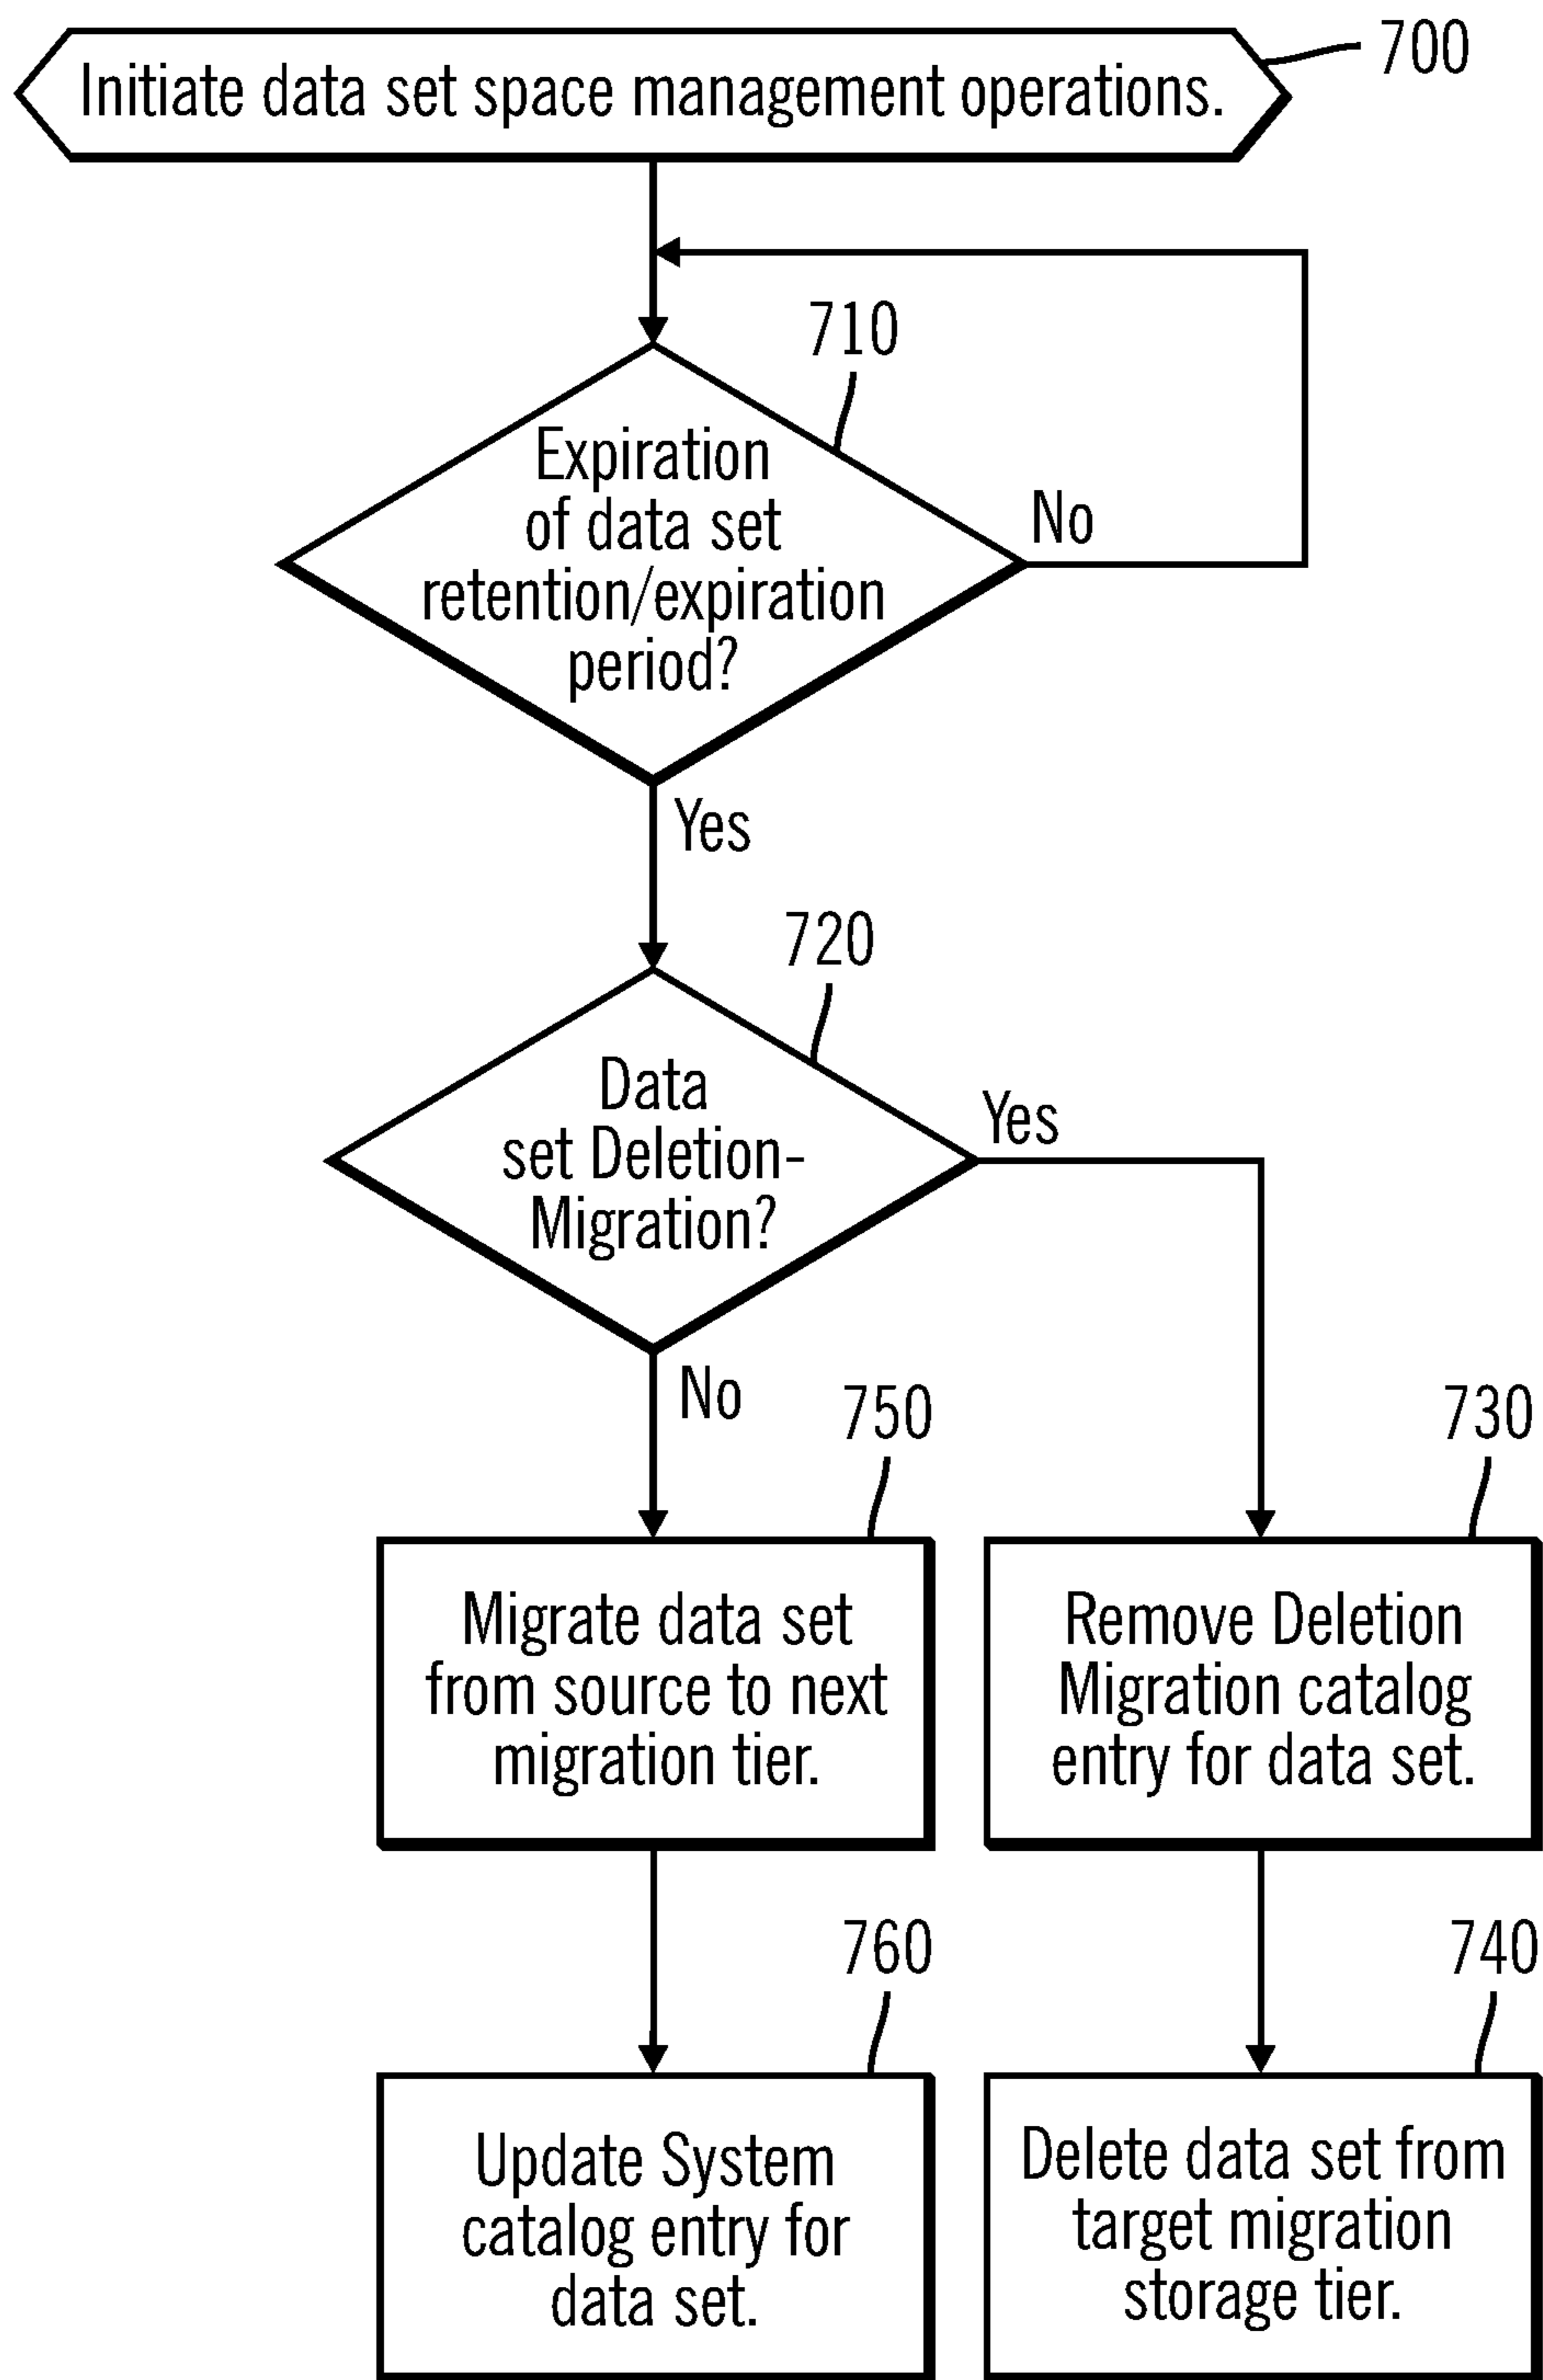 700
Initiate data set space management operations.
710
Expiration
of data set
retention/expiration
period?
No
Yes
720
Data
set Deletion-
Migration?
Yes
No
750
Migrate data set
from source to next
migration tier.
730
Remove Deletion
Migration catalog
entry for data set.
760
Update System
catalog entry for
data set.
740
Delete data set from
target migration
storage tier.